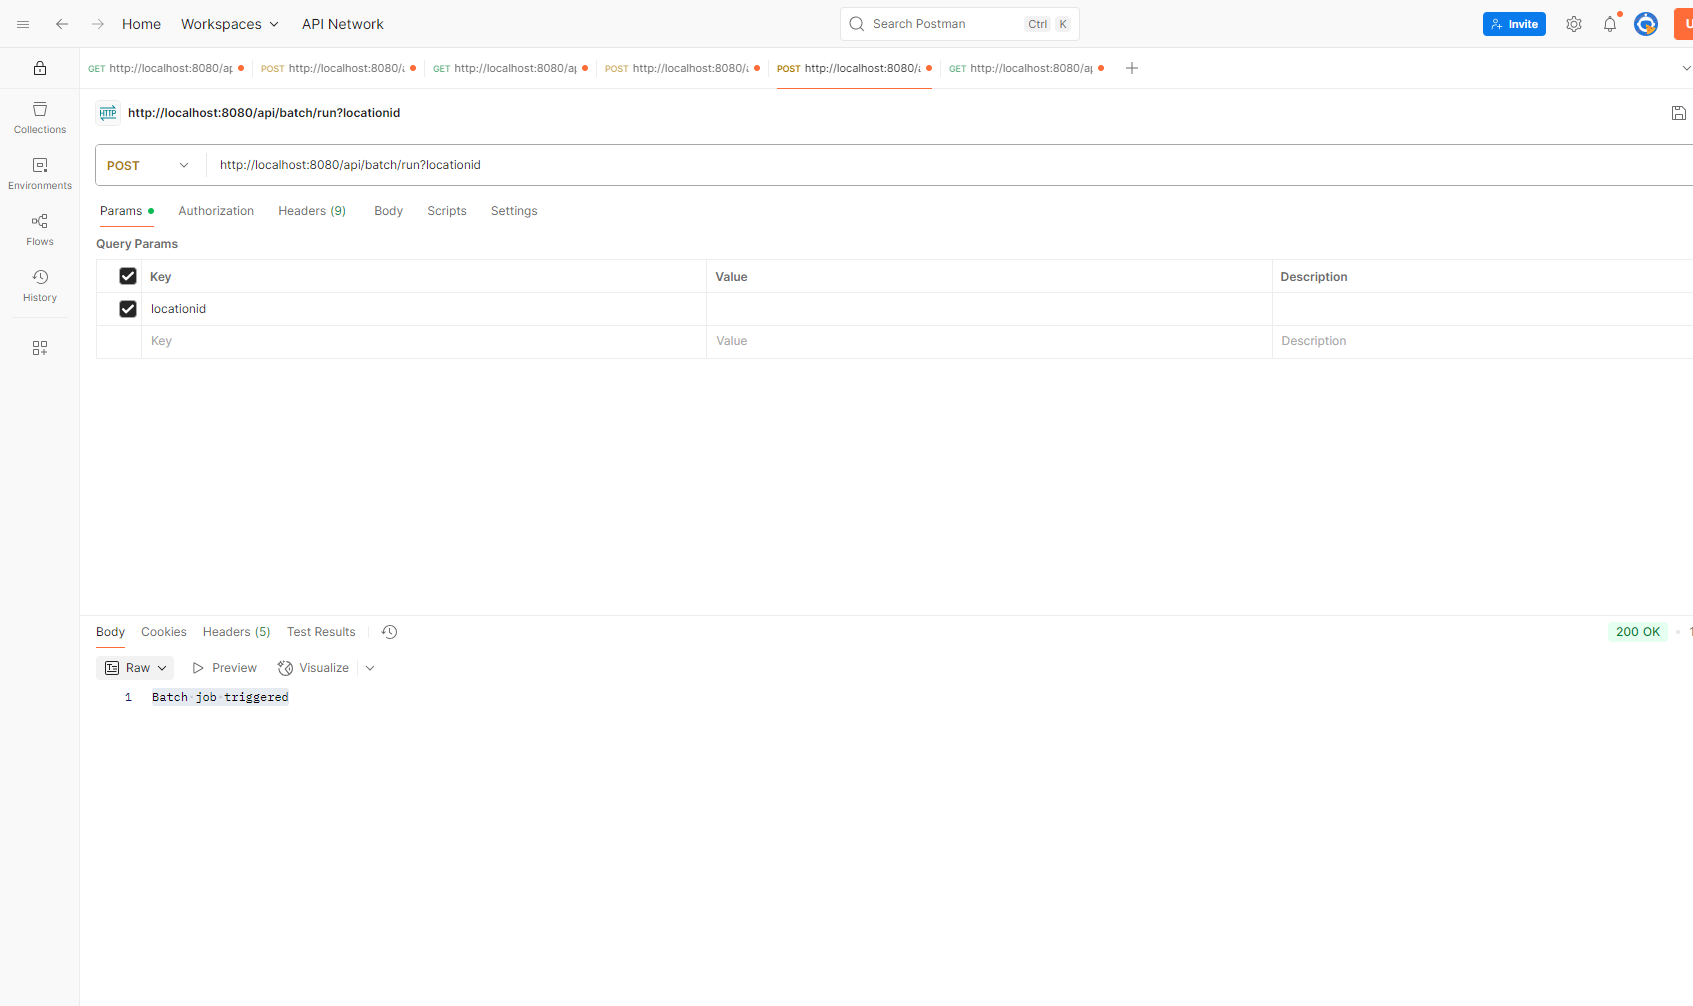 Home Workspaces API Network Search Postman Ctrl K Invite
GET http://localhost:8080/ap POST http://localhost:8080/a GET http://localhost:8080/ap POST http://localhost:8080/a POST http://localhost:8080/a GET http://localhost:8080/ap
HTTP http://localhost:8080/api/batch/run?locationid
Collections
POST http://localhost:8080/api/batch/run?locationid
Environments
Params Authorization Headers (9) Body Scripts Settings
Flows
Query Params
Key Value Description
History
locationid
Key Value Description
Body Cookies Headers (5) Test Results 200 OK
Raw Preview Visualize
1 Batch job triggered